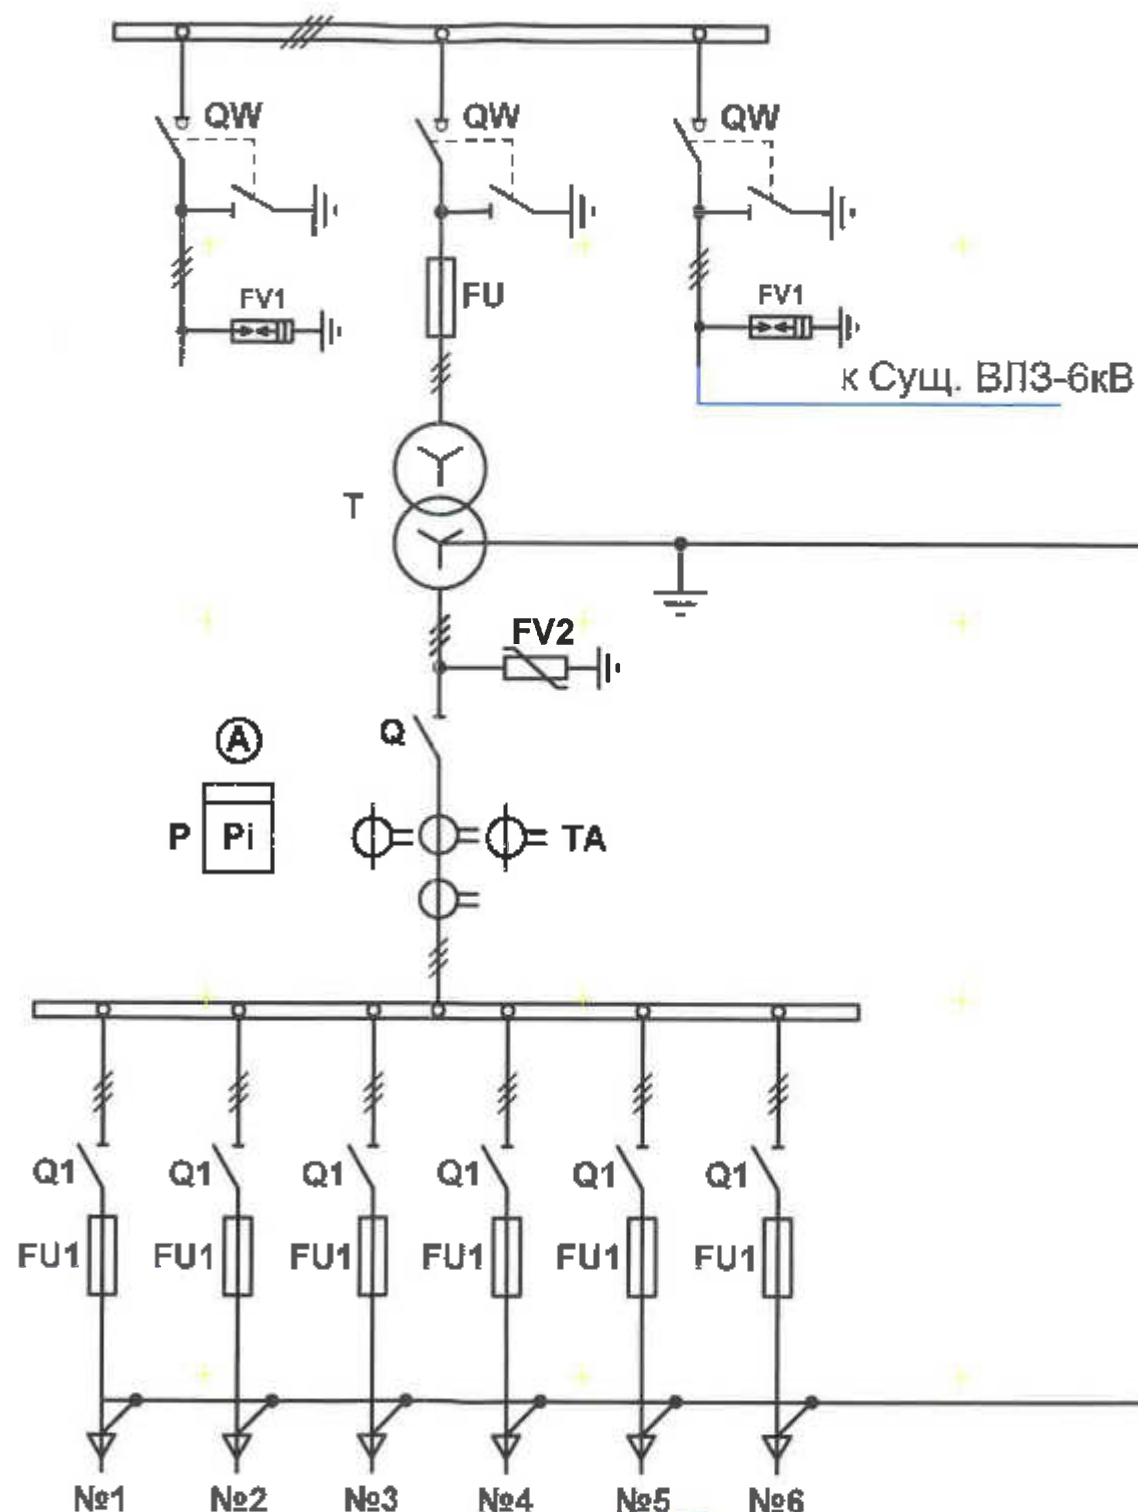 QW QW QW
FU
FV1 FV1
к Сущ. ВЛЗ-6кВ
T
FV2
Q
A
P Pi TA
Q1 Q1 Q1 Q1 Q1 Q1
FU1 FU1 FU1 FU1 FU1 FU1
№1 №2 №3 №4 №5 №6